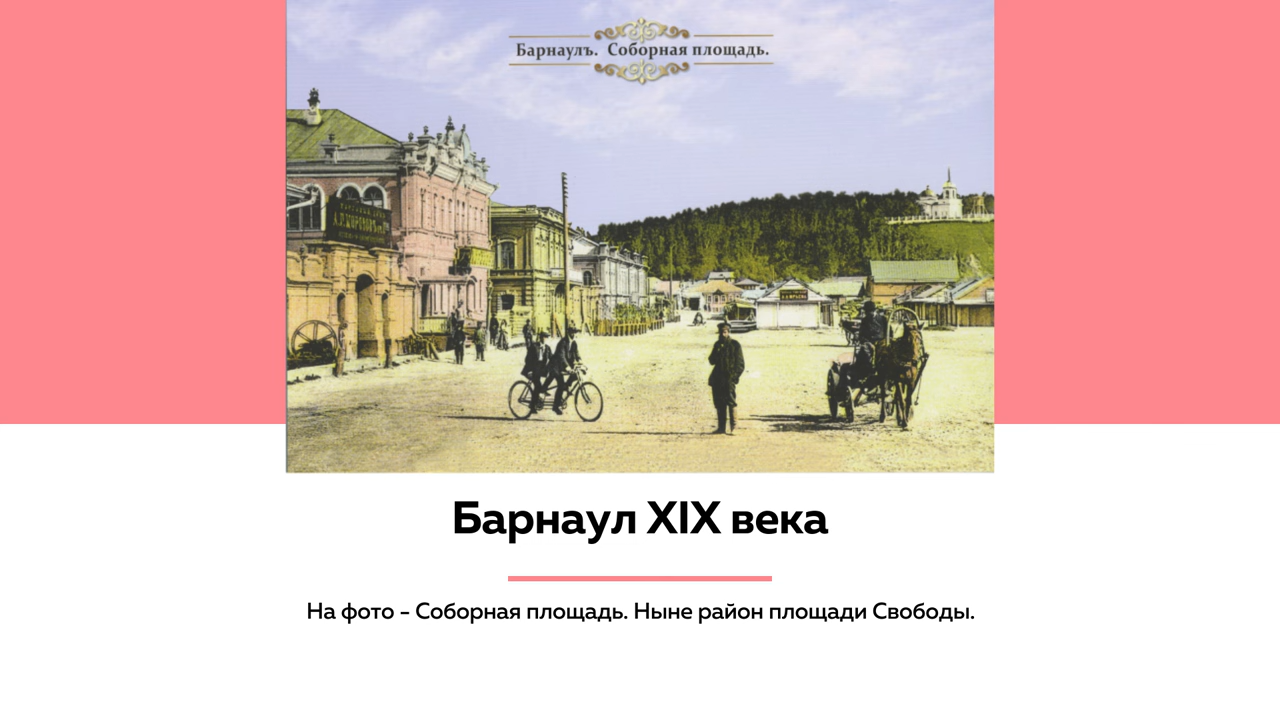 Барнаулъ. Соборная площадь.
Барнаул XIX века
На фото - Соборная площадь. Ныне район площади Свободы.